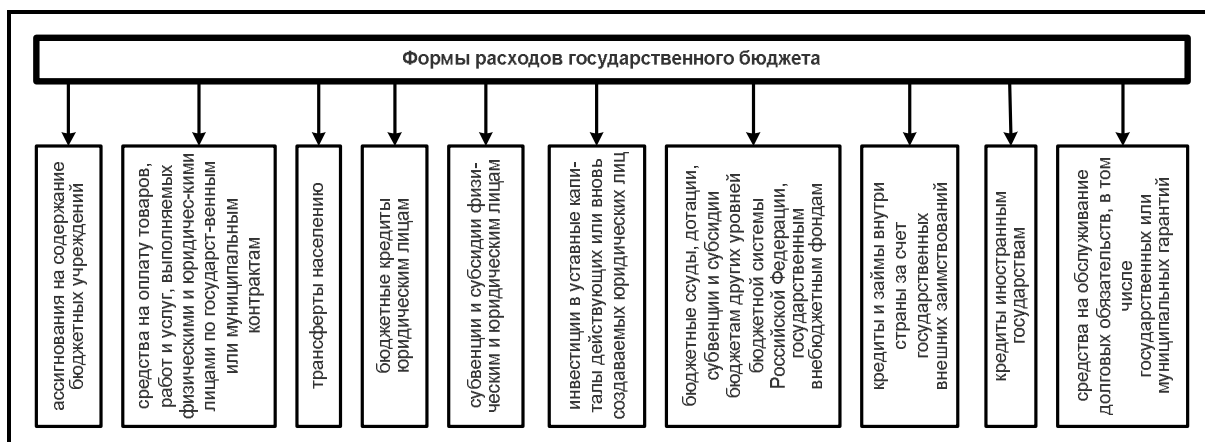 Формы расходов государственного бюджета
ассигнования на содержание
бюджетных учреждений
средства на оплату товаров,
работ и услуг, выполняемых
физическими и юридичес-кими
лицами по государст-венным
или муниципальным
контрактам
трансферты населению
бюджетные кредиты
юридическим лицам
субвенции и субсидии физи-
ческим и юридическим лицам
инвестиции в уставные капи-
талы действующих или вновь
создаваемых юридических лиц
бюджетные ссуды, дотации,
субвенции и субсидии
бюджетам других уровней
бюджетной системы
Российской Федерации,
государственным
внебюджетным фондам
кредиты и займы внутри
страны за счет
государственных
внешних заимствований
кредиты иностранным
государствам
средства на обслуживание
долговых обязательств, в том
числе
государственных или
муниципальных гарантий